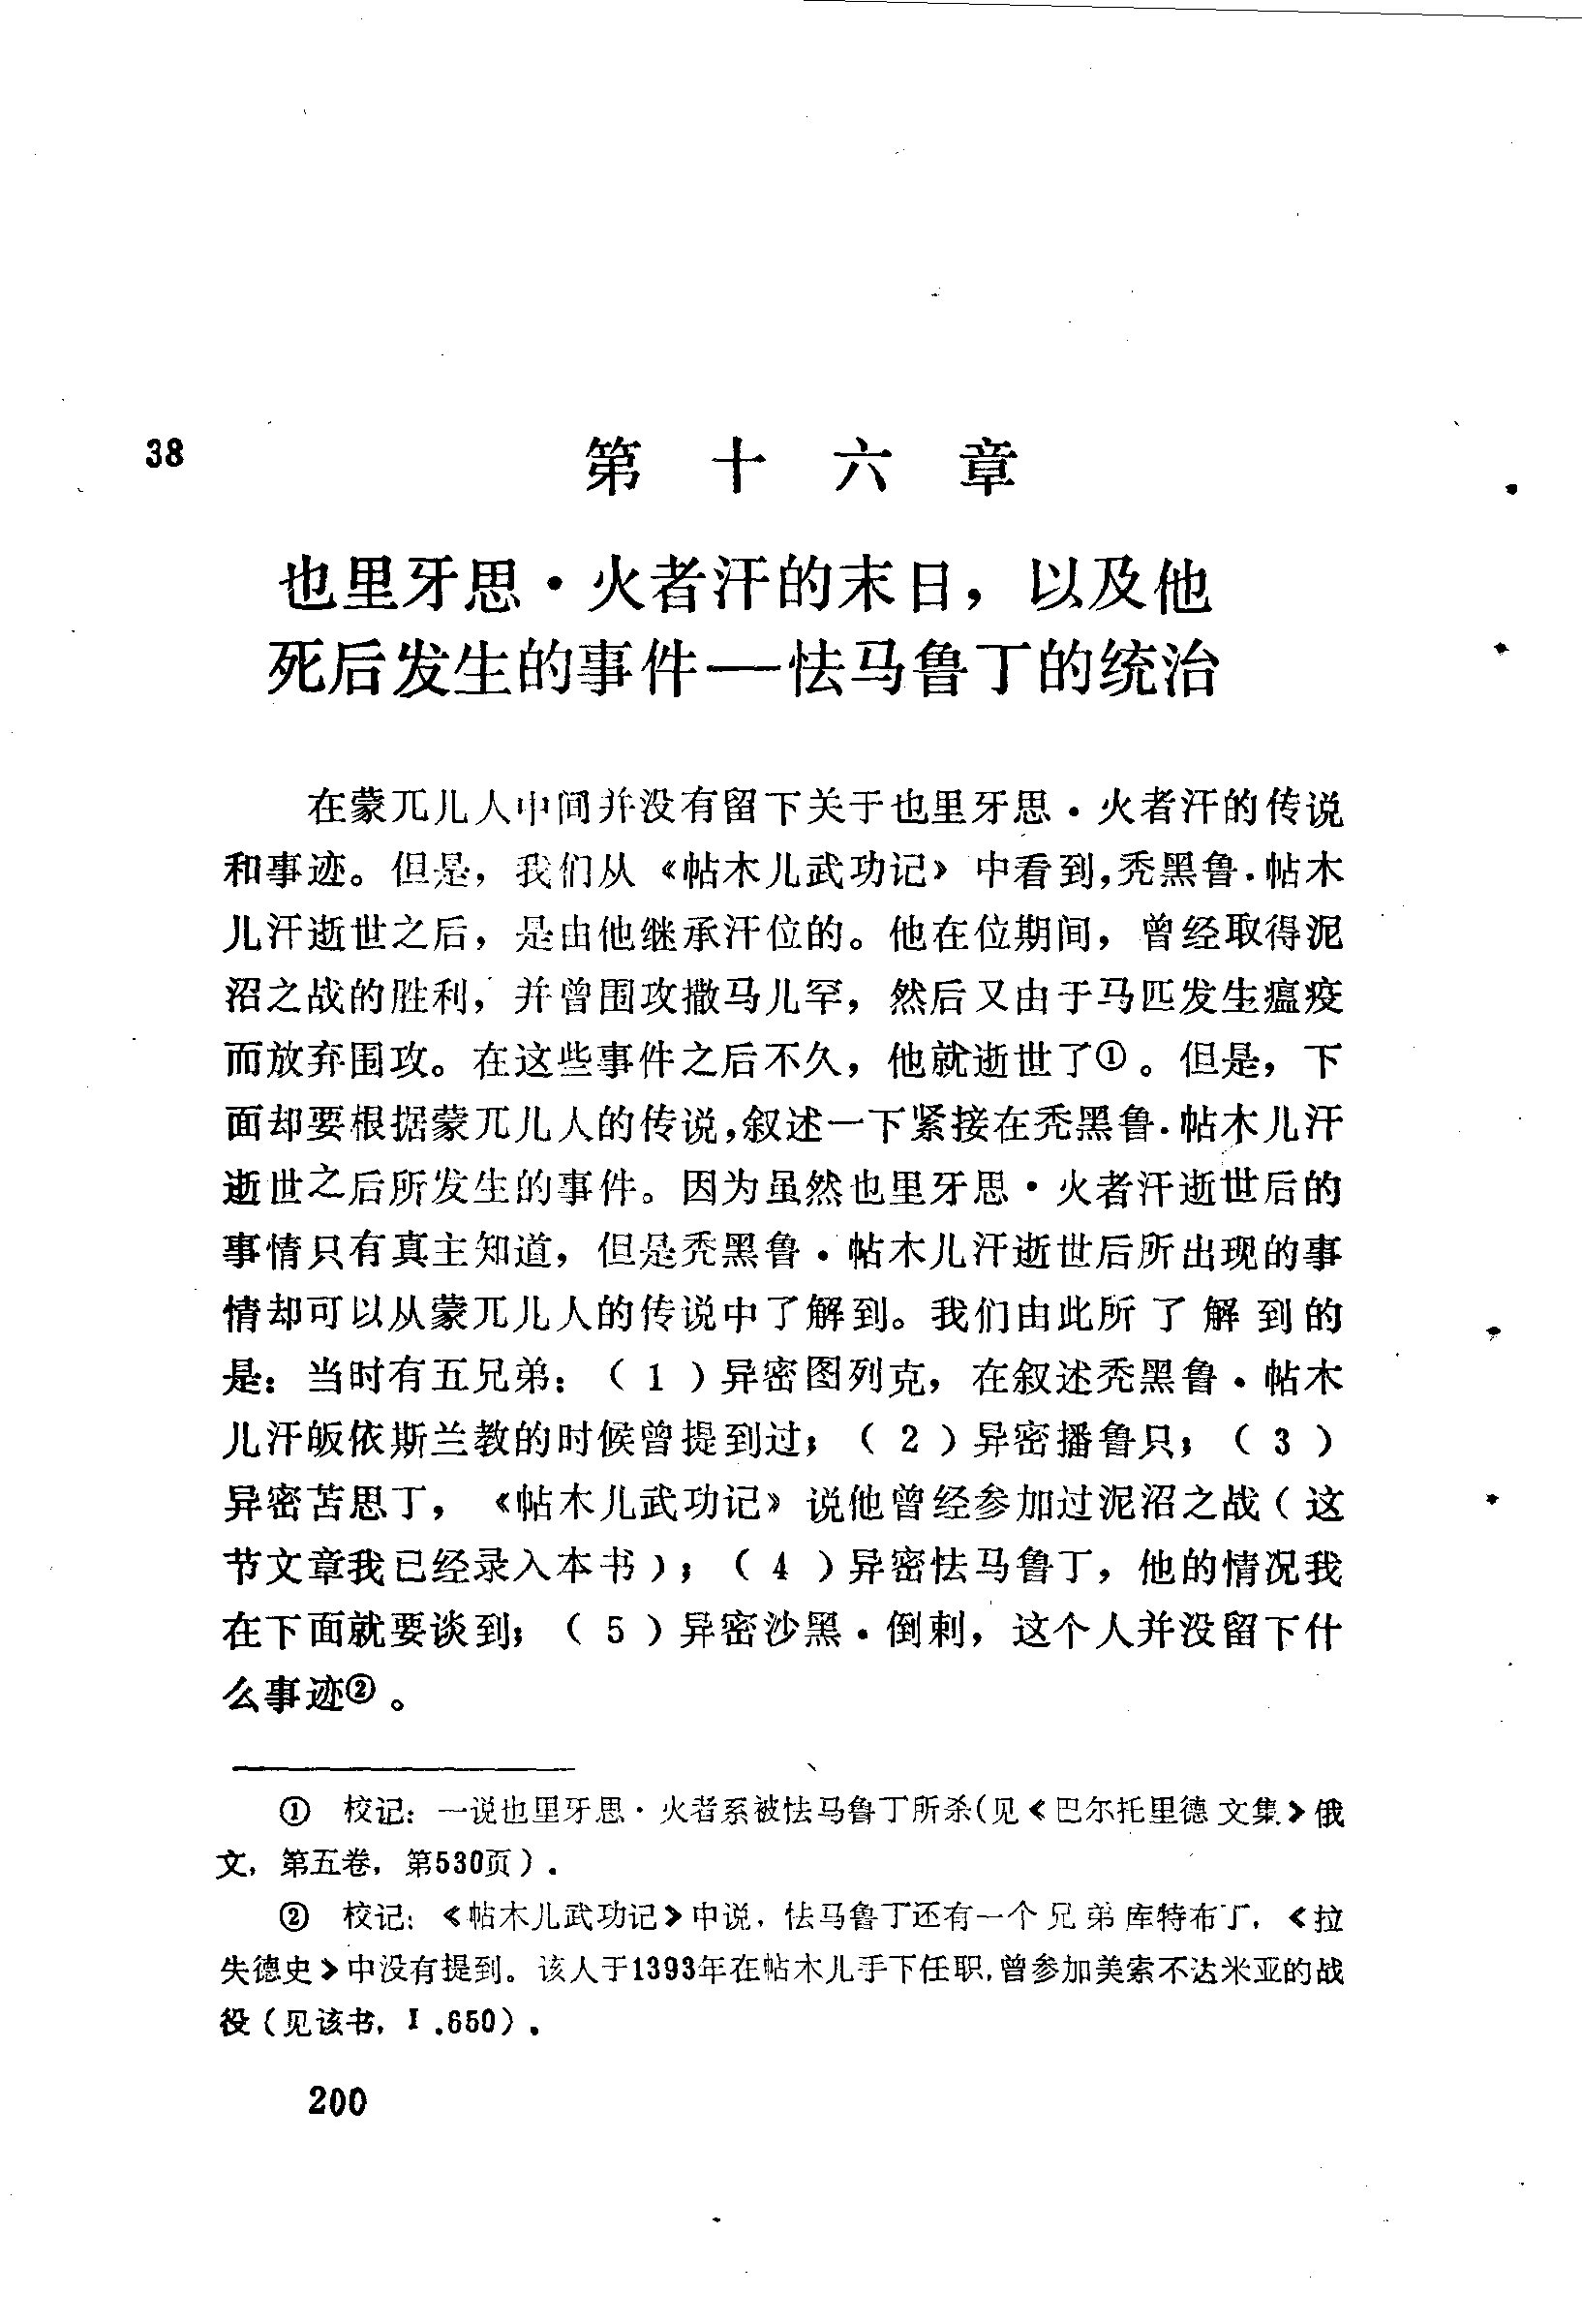 38
第十六章
也里牙思·火者汗的末日，以及他
死后发生的事件—怯马鲁丁的统治
在蒙兀儿人中间并没有留下关于也里牙思·火者汗的传说
和事迹。但是，我们从《帖木儿武功记》中看到，秃黑鲁·帖木
儿汗逝世之后，是由他继承汗位的。他在位期间，曾经取得泥
沼之战的胜利，并曾围攻撒马儿罕，然后又由于马匹发生瘟疫
而放弃围攻。在这些事件之后不久，他就逝世了①。但是，下
面却要根据蒙兀儿人的传说，叙述一下紧接在秃黑鲁·帖木儿汗
逝世之后所发生的事件。因为虽然也里牙思·火者汗逝世后的
事情只有真主知道，但是秃黑鲁·帖木儿汗逝世后所出现的事
情却可以从蒙兀儿人的传说中了解到。我们由此所了解到的
是：当时有五兄弟：（1）异密图列克，在叙述秃黑鲁·帖木
儿汗皈依斯兰教的时候曾提到过；（2）异密播鲁只；（3）
异密苫思丁，《帖木儿武功记》说他曾经参加过泥沼之战（这
节文章我已经录入本书）；（4）异密怯马鲁丁，他的情况我
在下面就要谈到；（5）异密沙黑·倒剌，这个人并没留下什
么事迹②。
① 校记：一说也里牙思·火者系被怯马鲁丁所杀（见《巴尔托里德文集》俄
文，第五卷，第530页）．
② 校记：《帖木儿武功记》中说，怯马鲁丁还有一个兄弟库特布丁，《拉
失德史》中没有提到。该人于1393年在帖木儿手下任职，曾参加美索不达米亚的战
役（见该书，Ⅰ.650）．
200